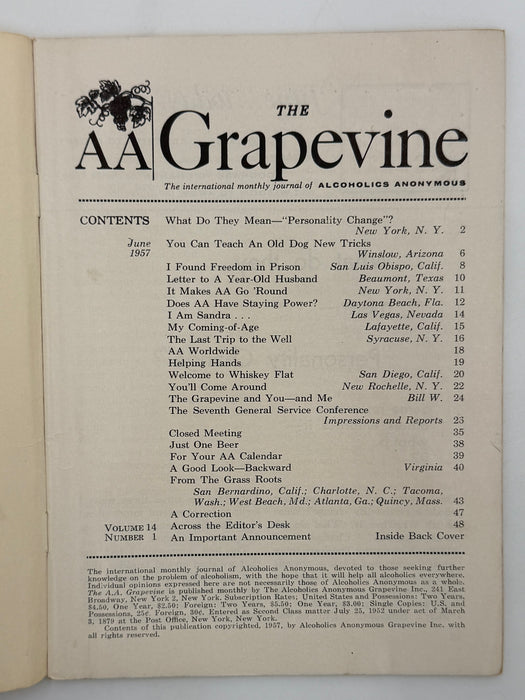 THE
AA Grapevine
The international monthly journal of ALCOHOLICS ANONYMOUS
CONTENTS
June
1957
What Do They Mean—"Personality Change"?
New York, N. Y. 2
You Can Teach An Old Dog New Tricks
Winslow, Arizona 6
I Found Freedom in Prison San Luis Obispo, Calif. 8
Letter to A Year-Old Husband Beaumont, Texas 10
It Makes AA Go 'Round New York, N. Y. 11
Does AA Have Staying Power? Daytona Beach, Fla. 12
I Am Sandra . . . Las Vegas, Nevada 14
My Coming-of-Age Lafayette, Calif. 15
The Last Trip to the Well Syracuse, N. Y. 16
AA Worldwide 18
Helping Hands 19
Welcome to Whiskey Flat San Diego, Calif. 20
You'll Come Around New Rochelle, N. Y. 22
The Grapevine and You—and Me Bill W. 24
The Seventh General Service Conference
Impressions and Reports 25
Closed Meeting 35
Just One Beer 38
For Your AA Calendar 39
A Good Look—Backward Virginia 40
From The Grass Roots
San Bernardino, Calif.; Charlotte, N. C.; Tacoma,
Wash.; West Beach, Md.; Atlanta, Ga.; Quincy, Mass. 43
A Correction 47
VOLUME 14
NUMBER 1
Across the Editor's Desk 48
An Important Announcement Inside Back Cover
The international monthly journal of Alcoholics Anonymous, devoted to those seeking further
knowledge on the problem of alcoholism, with the hope that it will help all alcoholics everywhere.
Individual opinions expressed here are not necessarily those of Alcoholics Anonymous as a whole.
The A.A. Grapevine is published monthly by The Alcoholics Anonymous Grapevine Inc., 241 East
Broadway, New York 2, New York. Subscription Rates; United States and Possessions: Two Years,
$4.50, One Year, $2.50; Foreign: Two Years, $5.50; One Year, $3.00; Single Copies: U.S. and
Possessions, 25¢. Foreign, 30¢. Entered as Second Class matter July 25, 1952 under act of March
3, 1879 at the Post Office, New York, New York.
Contents of this publication copyrighted, 1957, by Alcoholics Anonymous Grapevine Inc. with
all rights reserved.